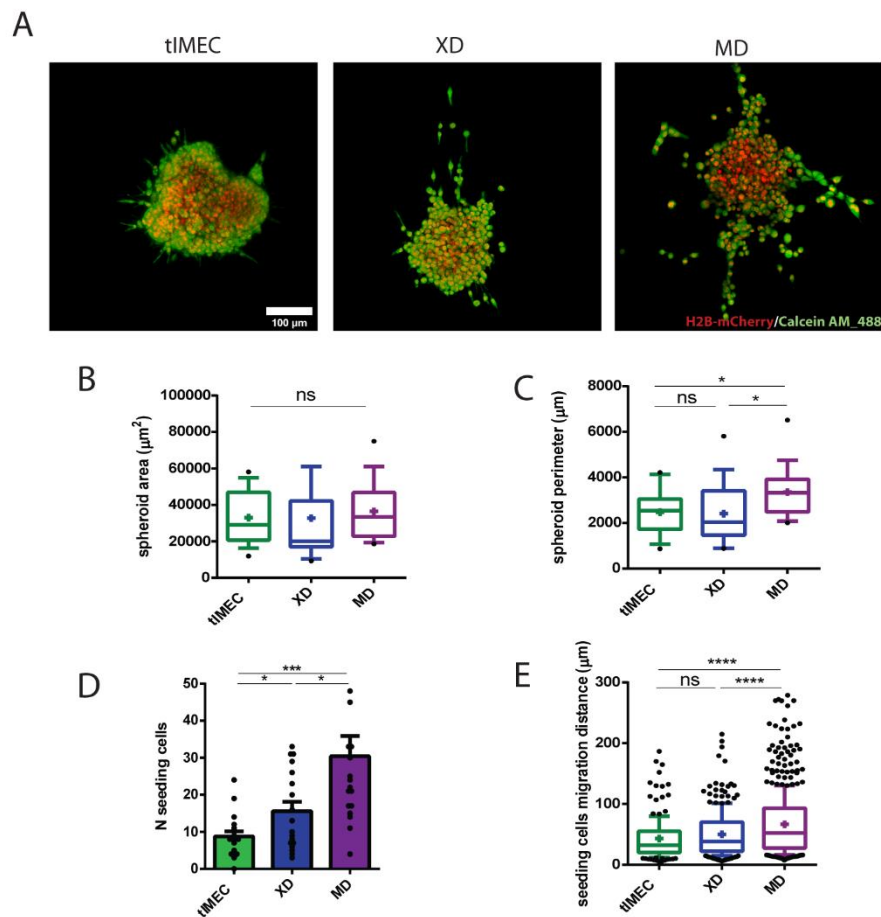 A
tIMEC XD MD
100 µm
H2B-mCherry/Calcein AM_488
B
ns
spheroid area (µm²)
100000
80000
60000
40000
20000
0
tIMEC XD MD
C
*
ns *
spheroid perimeter (µm)
8000
6000
4000
2000
0
tIMEC XD MD
D
***
* *
N seeding cells
50
40
30
20
10
0
tIMEC XD MD
E
****
ns ****
seeding cells migration distance (µm)
300
200
100
0
tIMEC XD MD